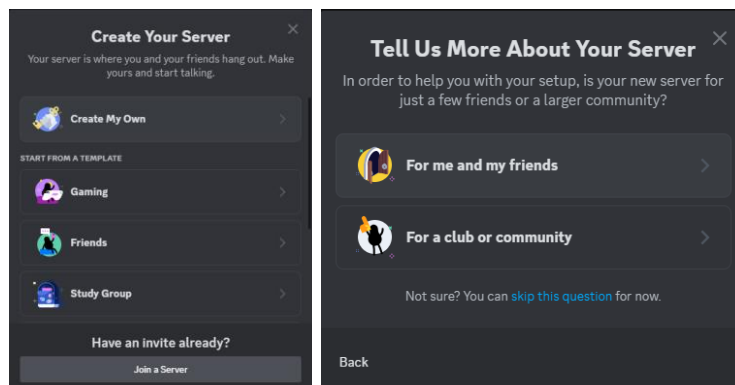 Create Your Server
Your server is where you and your friends hang out. Make
yours and start talking.
Create My Own
START FROM A TEMPLATE
Gaming
Friends
Study Group
Have an invite already?
Join a Server
Tell Us More About Your Server
In order to help you with your setup, is your new server for
just a few friends or a larger community?
For me and my friends
For a club or community
Not sure? You can skip this question for now.
Back